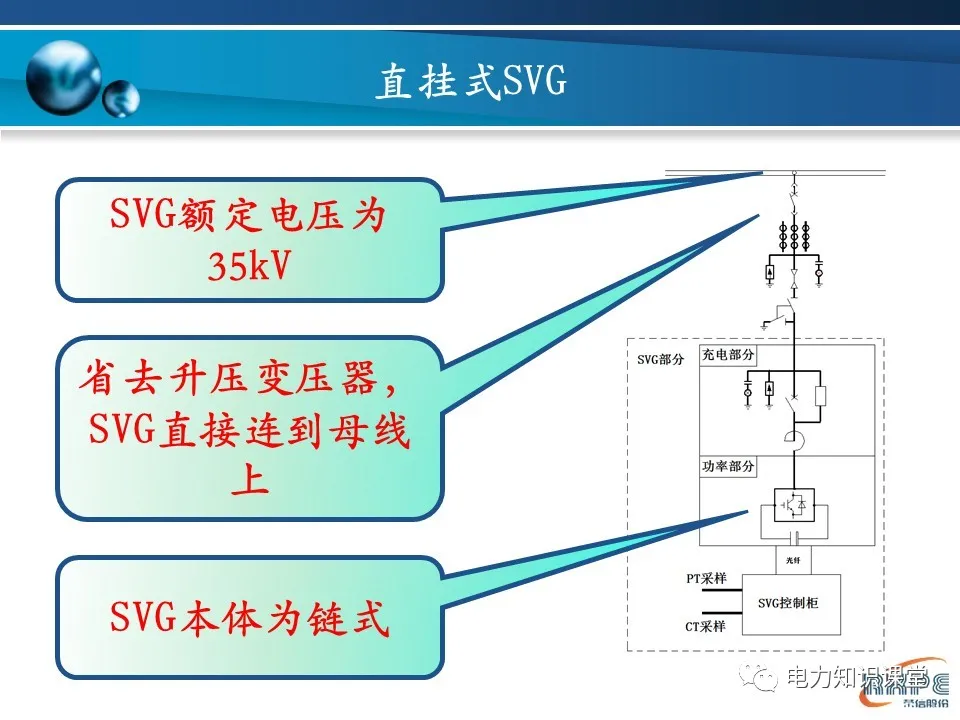 直挂式SVG
SVG额定电压为
35kV
省去升压变压器，
SVG直接连到母线
上
SVG本体为链式
SVG部分
充电部分
功率部分
光纤
PT采样
SVG控制柜
CT采样
电力知识课堂
荣信股份